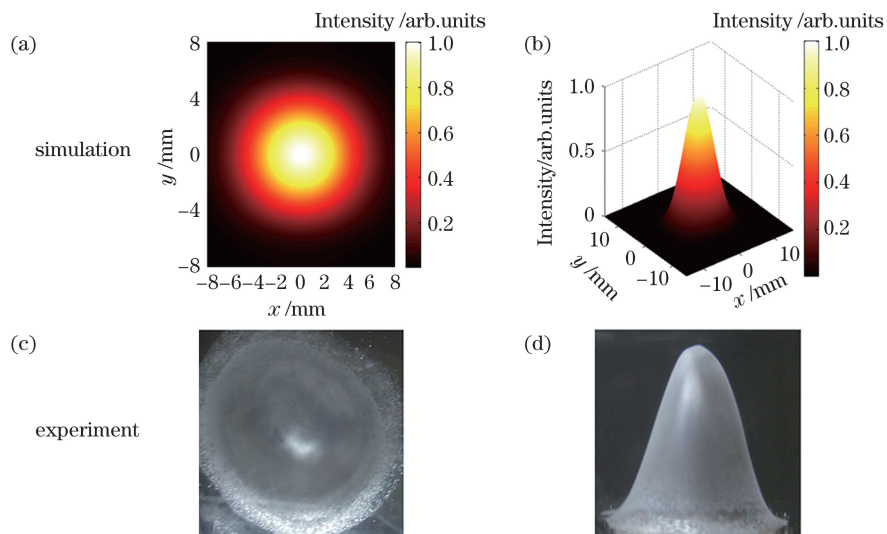 Intensity /arb.units
Intensity /arb.units
(a)
(b)
8
4
0
−4
−8
y /mm
−8
−6
−4
−2
0
2
4
6
8
x /mm
1.0
0.8
0.6
0.4
0.2
simulation
Intensity/arb.units
1.0
0.5
0
10
0
−10
y /mm
−10
0
10
x /mm
1.0
0.8
0.6
0.4
0.2
(c)
(d)
experiment